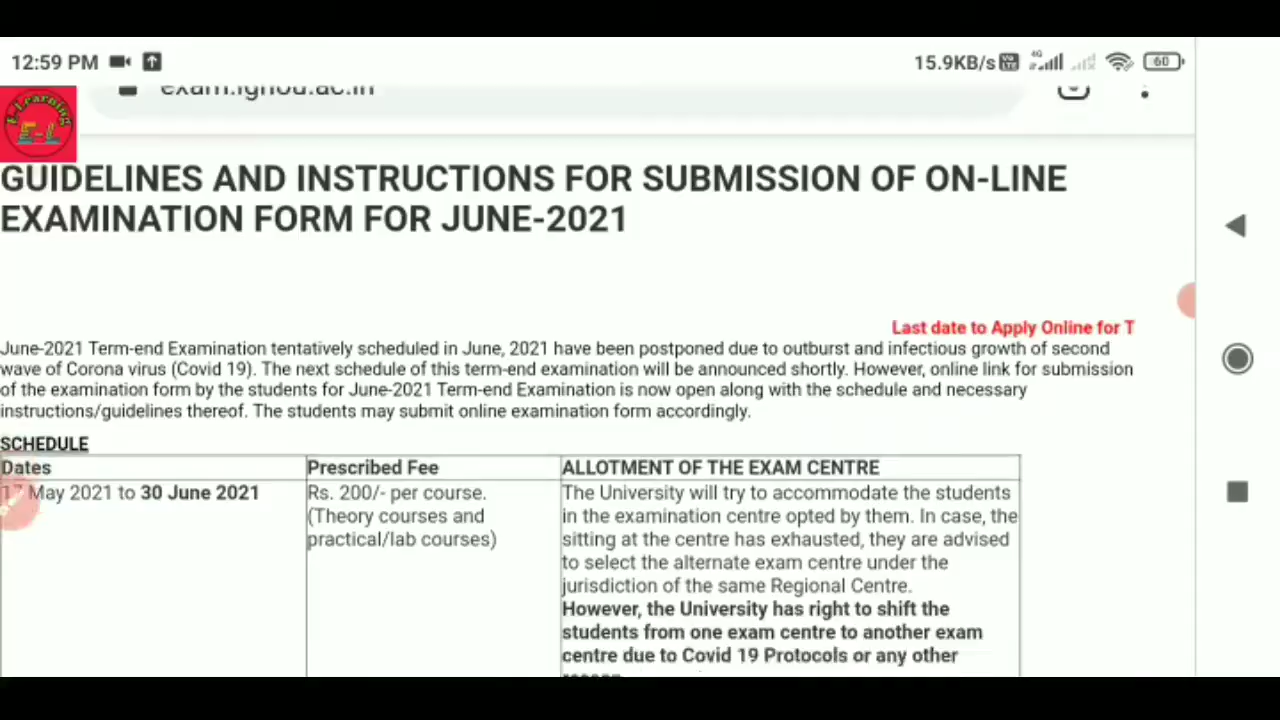 12:59 PM
15.9KB/s
4G
60
exam.ignou.ac.in
E-Learning
E-L
GUIDELINES AND INSTRUCTIONS FOR SUBMISSION OF ON-LINE
EXAMINATION FORM FOR JUNE-2021
Last date to Apply Online for T
June-2021 Term-end Examination tentatively scheduled in June, 2021 have been postponed due to outburst and infectious growth of second
wave of Corona virus (Covid 19). The next schedule of this term-end examination will be announced shortly. However, online link for submission
of the examination form by the students for June-2021 Term-end Examination is now open along with the schedule and necessary
instructions/guidelines thereof. The students may submit online examination form accordingly.
SCHEDULE
Dates
Prescribed Fee
ALLOTMENT OF THE EXAM CENTRE
17 May 2021 to 30 June 2021
Rs. 200/- per course.
(Theory courses and
practical/lab courses)
The University will try to accommodate the students
in the examination centre opted by them. In case, the
sitting at the centre has exhausted, they are advised
to select the alternate exam centre under the
jurisdiction of the same Regional Centre.
However, the University has right to shift the
students from one exam centre to another exam
centre due to Covid 19 Protocols or any other